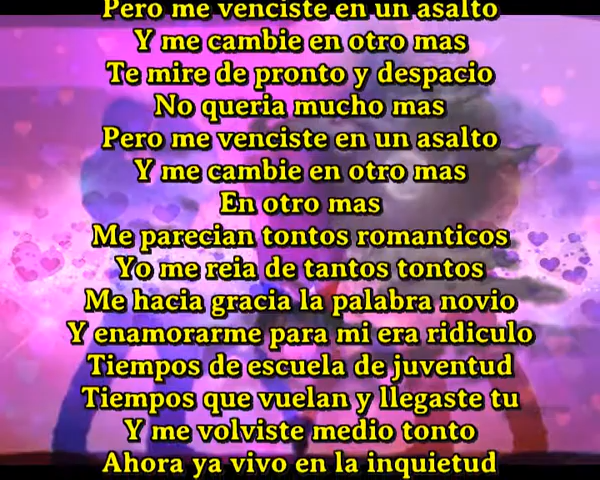 Pero me venciste en un asalto
Y me cambie en otro mas
Te mire de pronto y despacio
No queria mucho mas
Pero me venciste en un asalto
Y me cambie en otro mas
En otro mas
Me parecian tontos romanticos
Yo me reia de tantos tontos
Me hacia gracia la palabra novio
Y enamorarme para mi era ridiculo
Tiempos de escuela de juventud
Tiempos que vuelan y llegaste tu
Y me volviste medio tonto
Ahora ya vivo en la inquietud